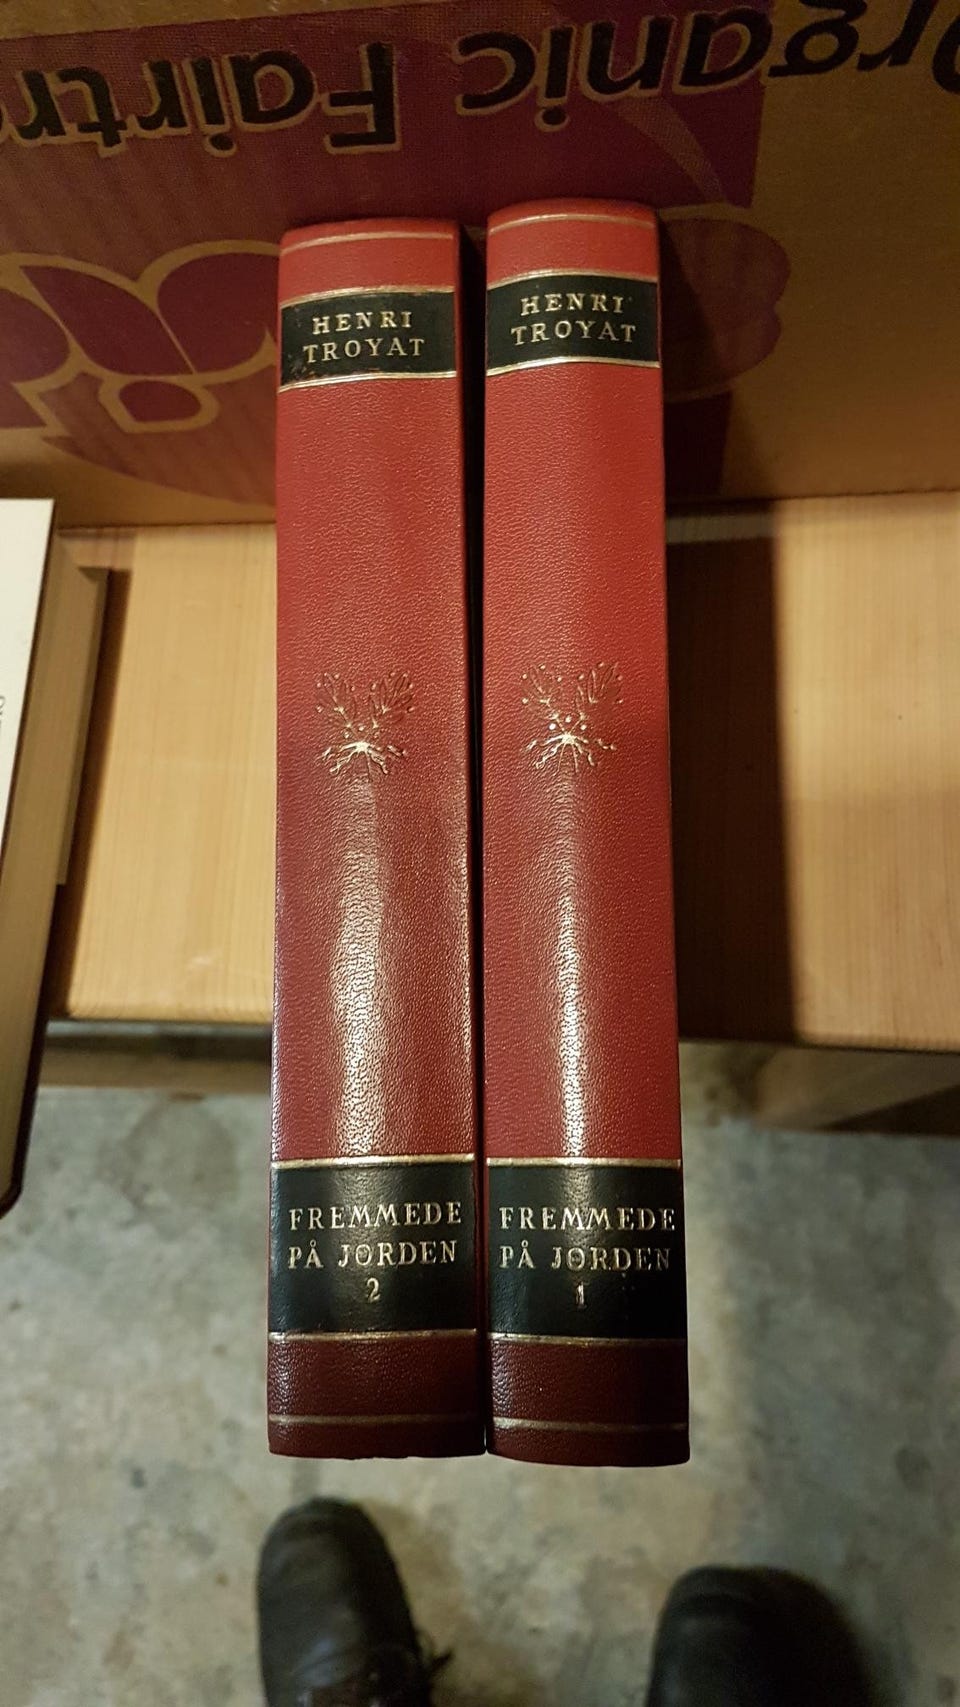 Organic Fairtr
HENRI
TROYAT
FREMMEDE
PÅ JORDEN
2
HENRI
TROYAT
FREMMEDE
PÅ JORDEN
1